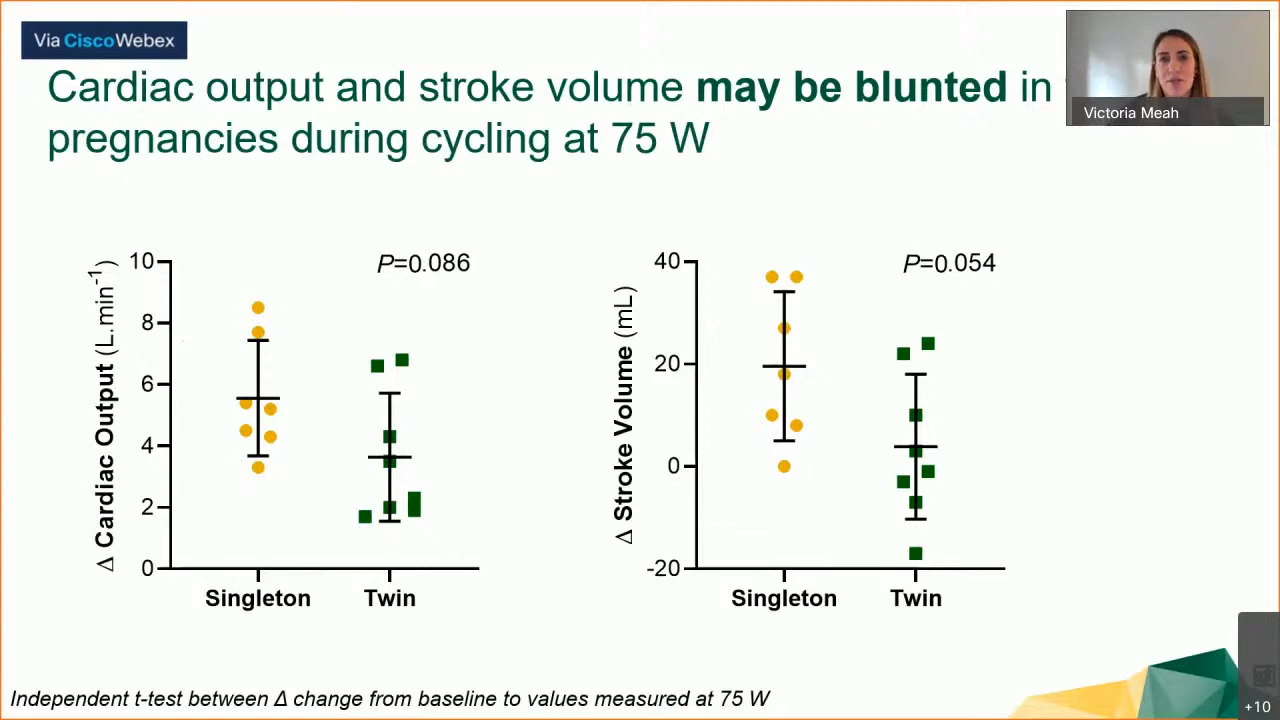 Via CiscoWebex
Cardiac output and stroke volume may be blunted in
pregnancies during cycling at 75 W
Victoria Meah
Δ Cardiac Output (L.min⁻¹)
10
8
6
4
2
0
P=0.086
Singleton
Twin
Δ Stroke Volume (mL)
40
20
0
-20
P=0.054
Singleton
Twin
Independent t-test between Δ change from baseline to values measured at 75 W
+10